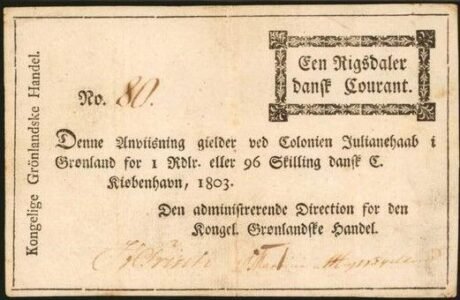 Kongelige Grönlandske Handel.
Een Rigsdaler
dansk Courant.
No. 80.
Denne Anviisning gielder ved Colonien Julianehaab i
Grønland for 1 Rdlr. eller 96 Skilling dansk C.
Kiøbenhavn, 1803.
Den administrerende Direction for den
Kongel. Grønlandske Handel.